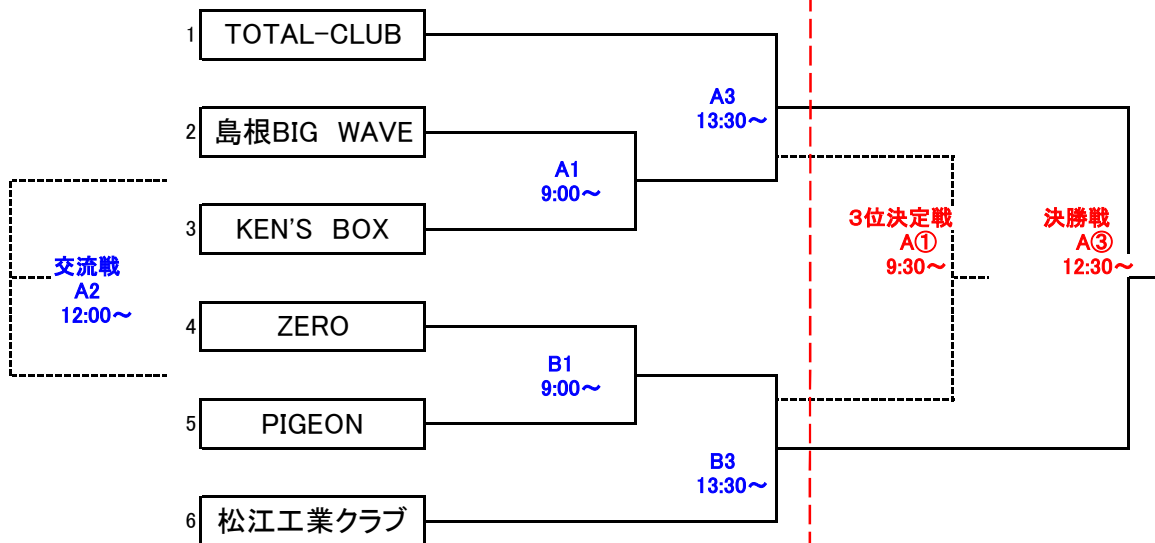 1 TOTAL-CLUB
2 島根BIG WAVE
3 KEN'S BOX
4 ZERO
5 PIGEON
6 松江工業クラブ
交流戦
A2
12:00～
A1
9:00～
B1
9:00～
A3
13:30～
B3
13:30～
３位決定戦
A①
9:30～
決勝戦
A③
12:30～